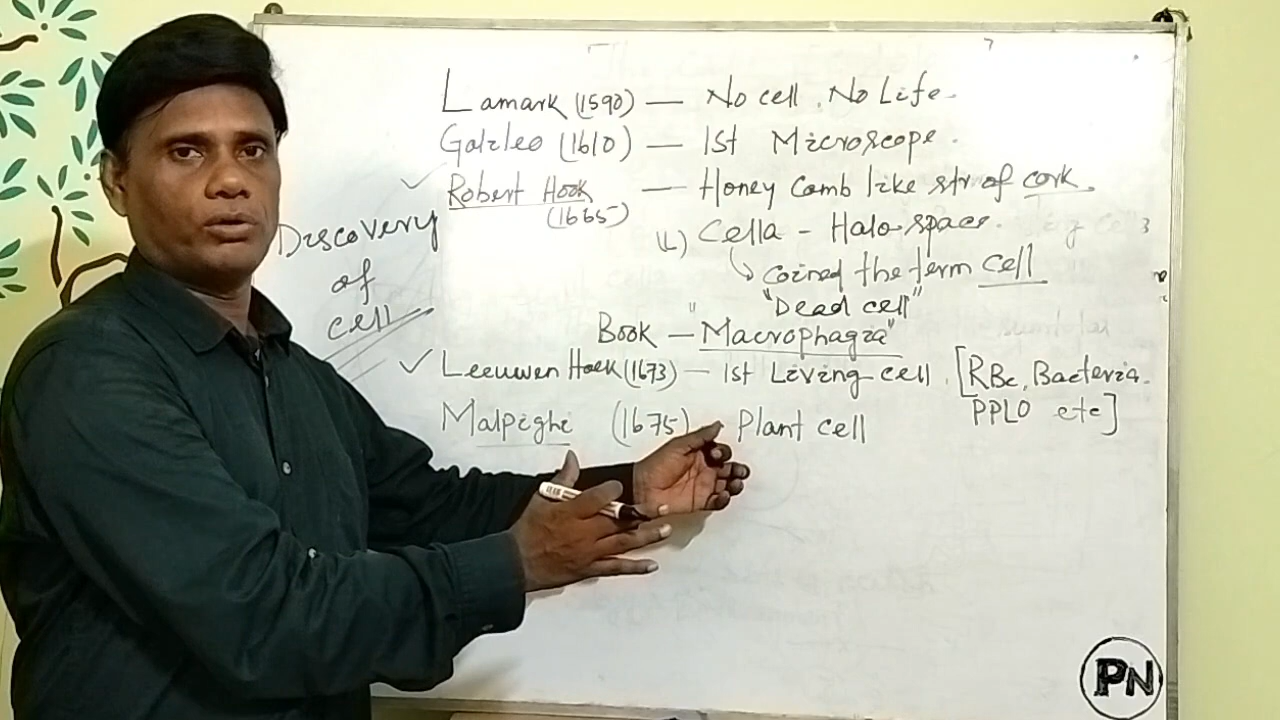 Lamark (1590) — No cell, No Life.
Galileo (1610) — 1st Microscope.
Robert Hook (1665) — Honey Comb like str of cork.
(L) Cella - Halo space.
Coined the term cell
"Dead cell"
Book — "Macrophagia"
Leeuwen Hoek (1673) — 1st Living cell. [RBc, Bacteria.
PPLO etc]
Malpighi (1675) - Plant cell
Discovery
of
cell
PN